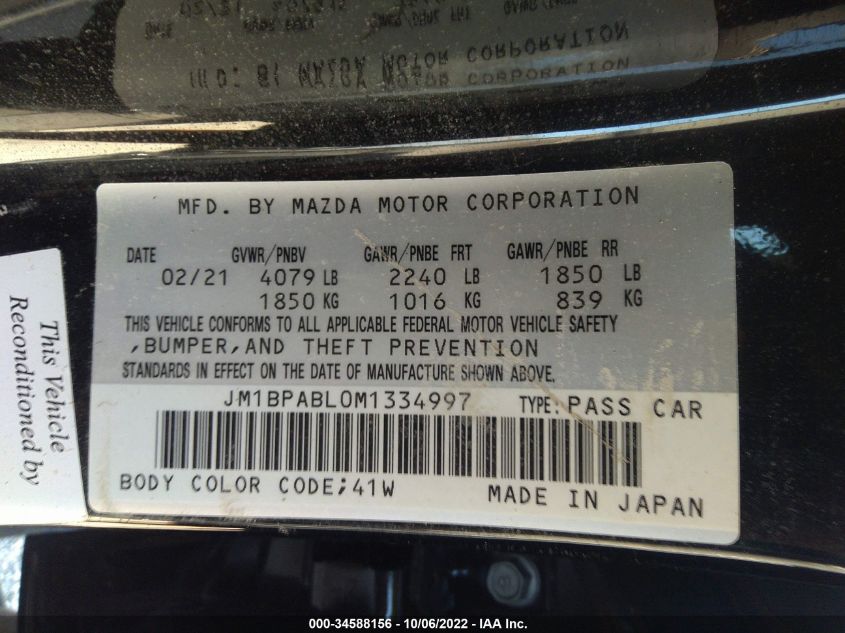 MFD. BY MAZDA MOTOR CORPORATION
DATE GVWR/PNBV GAWR/PNBE FRT GAWR/PNBE RR
02/21 4079 LB 2240 LB 1850 LB
1850 KG 1016 KG 839 KG
THIS VEHICLE CONFORMS TO ALL APPLICABLE FEDERAL MOTOR VEHICLE SAFETY
,BUMPER,AND THEFT PREVENTION
STANDARDS IN EFFECT ON THE DATE OF MANUFACTURE SHOWN ABOVE.
JM1BPABL0M1334997 TYPE: PASS CAR
BODY COLOR CODE;41W MADE IN JAPAN
This Vehicle
Reconditioned by
000-34588156 - 10/06/2022 - IAA Inc.